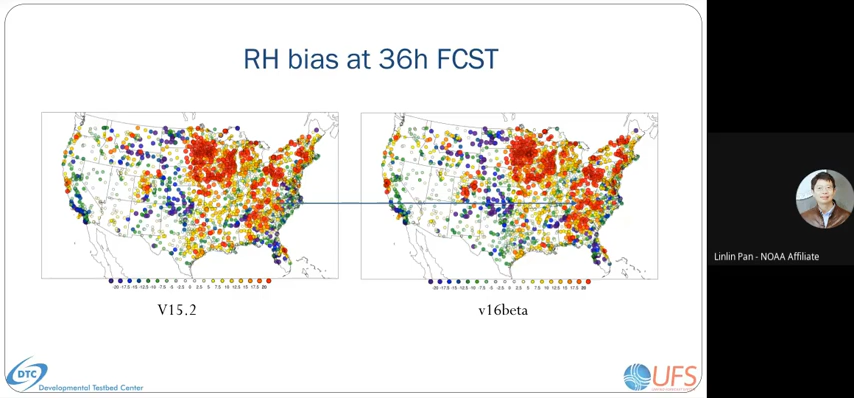 RH bias at 36h FCST
-20 -17.5 -15 -12.5 -10 -7.5 -5 -2.5 0 2.5 5 7.5 10 12.5 15 17.5 20
-20 -17.5 -15 -12.5 -10 -7.5 -5 -2.5 0 2.5 5 7.5 10 12.5 15 17.5 20
V15.2
v16beta
Linlin Pan - NOAA Affiliate
DTC
Developmental Testbed Center
UFS